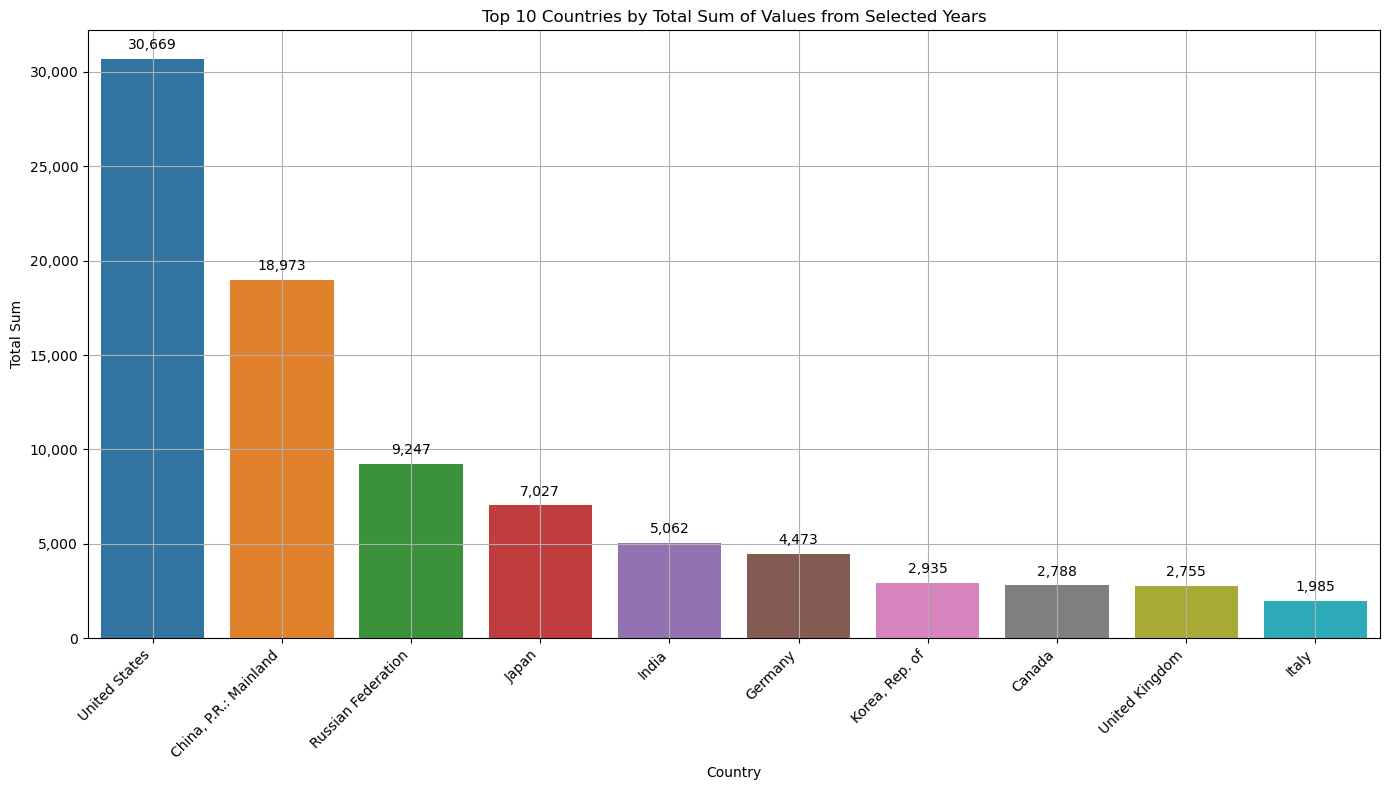 Top 10 Countries by Total Sum of Values from Selected Years
Total Sum
30,000
25,000
20,000
15,000
10,000
5,000
0
30,669
18,973
9,247
7,027
5,062
4,473
2,935
2,788
2,755
1,985
United States
China, P.R.: Mainland
Russian Federation
Japan
India
Germany
Korea, Rep. of
Canada
United Kingdom
Italy
Country